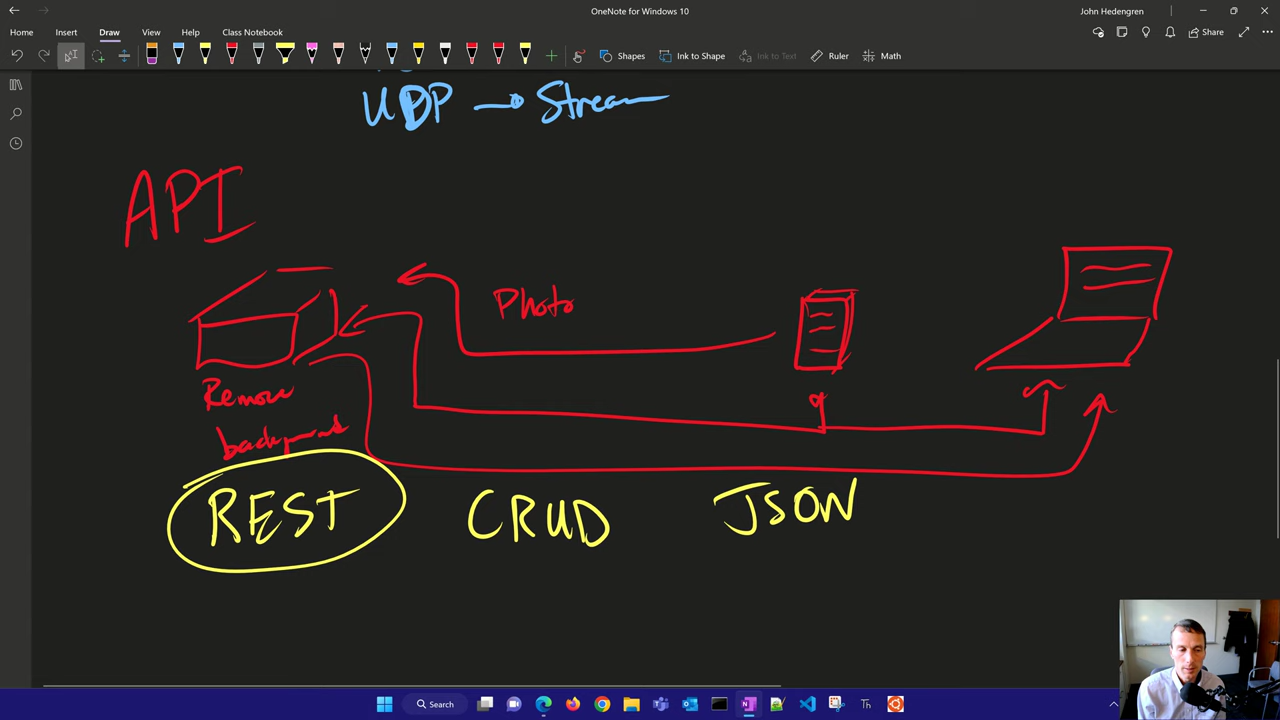 OneNote for Windows 10
John Hedengren
Home Insert Draw View Class Notebook
Share
Shapes Ink to Shape Ink to Text Ruler Math
UDP → Stream
API
Photo
Remove
background
REST CRUD JSON
Search
Th